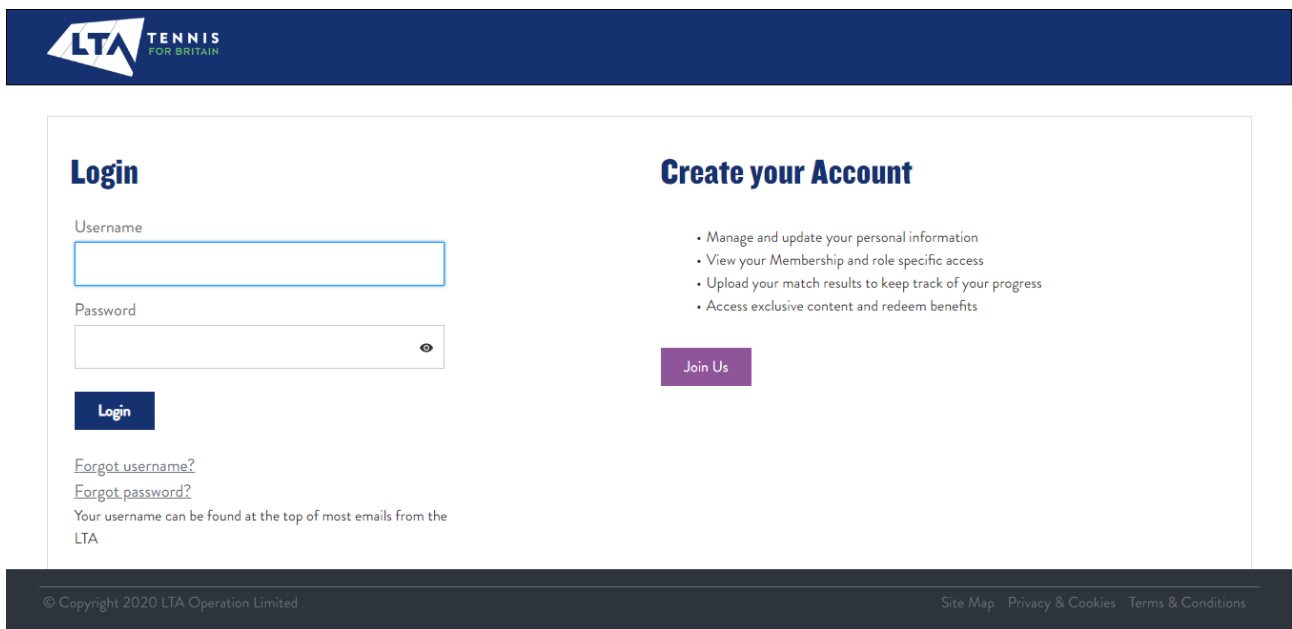 LTA TENNIS
FOR BRITAIN
Login
Username
Password
Login
Forgot username?
Forgot password?
Your username can be found at the top of most emails from the
LTA
Create your Account
• Manage and update your personal information
• View your Membership and role specific access
• Upload your match results to keep track of your progress
• Access exclusive content and redeem benefits
Join Us
© Copyright 2020 LTA Operation Limited
Site Map Privacy & Cookies Terms & Conditions